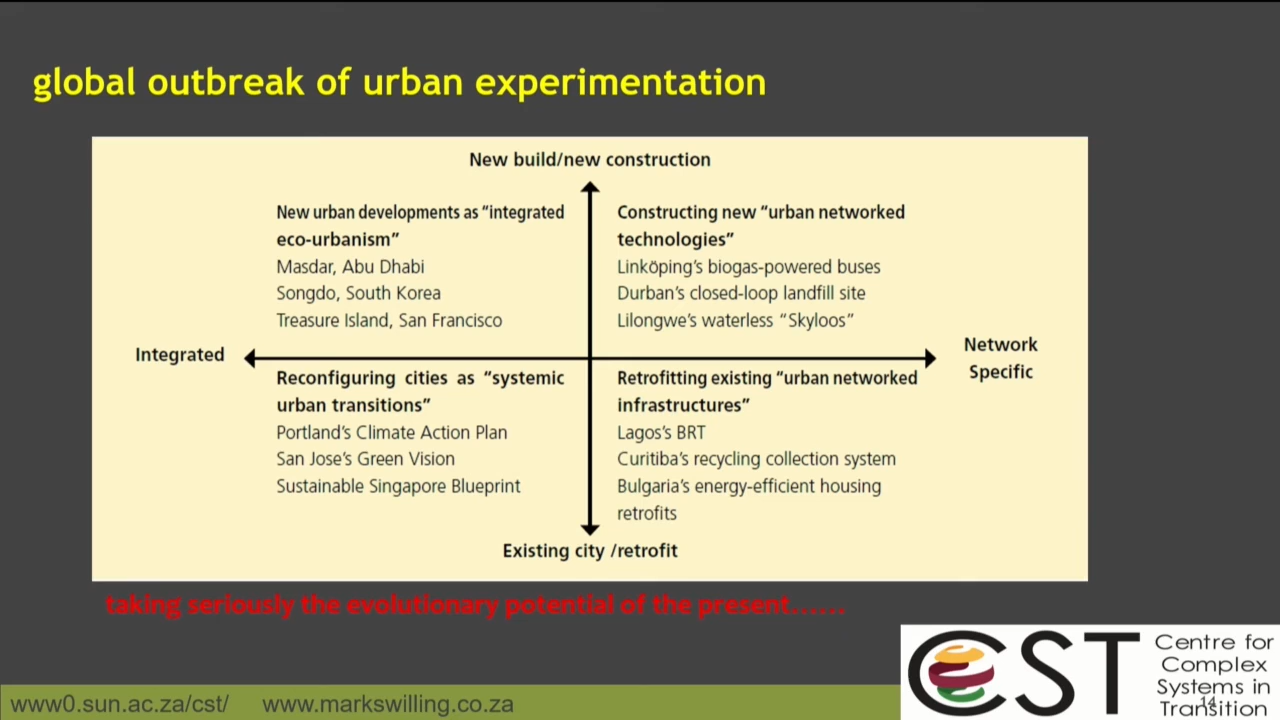 global outbreak of urban experimentation
New build/new construction
New urban developments as “integrated
eco-urbanism”
Masdar, Abu Dhabi
Songdo, South Korea
Treasure Island, San Francisco
Constructing new “urban networked
technologies”
Linköping’s biogas-powered buses
Durban’s closed-loop landfill site
Lilongwe’s waterless “Skyloos”
Integrated
Network
Specific
Reconfiguring cities as “systemic
urban transitions”
Portland’s Climate Action Plan
San Jose’s Green Vision
Sustainable Singapore Blueprint
Retrofitting existing “urban networked
infrastructures”
Lagos’s BRT
Curitiba’s recycling collection system
Bulgaria’s energy-efficient housing
retrofits
Existing city /retrofit
taking seriously the evolutionary potential of the present......
CST
Centre for
Complex
Systems in
Transition
14
www0.sun.ac.za/cst/ www.markswilling.co.za